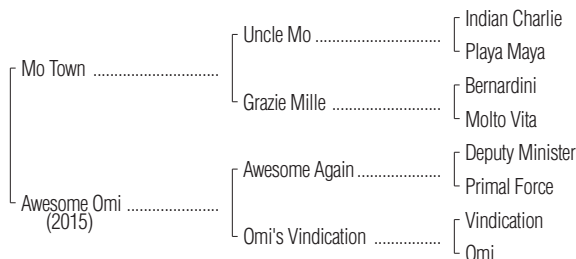 Indian Charlie
Uncle Mo
Playa Maya
Mo Town
Bernardini
Grazie Mille
Molto Vita
Deputy Minister
Awesome Again
Primal Force
Awesome Omi
(2015)
Vindication
Omi's Vindication
Omi